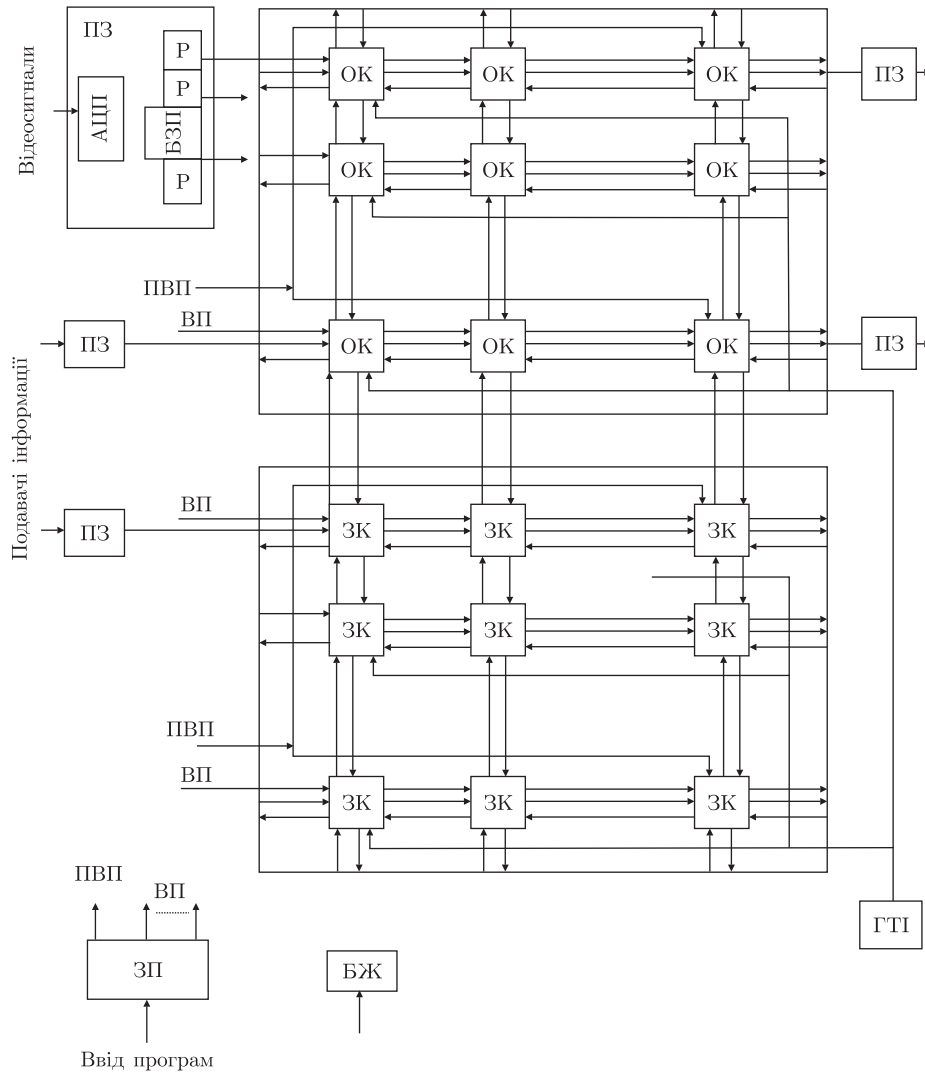 Відеосигнали
ПЗ
АЦП
Р
Р
БЗП
Р
ОК ОК ОК
ПЗ
ОК ОК ОК
ПВП
Подавачі інформації
ПЗ
ВП
ОК ОК ОК
ПЗ
ПЗ
ВП
ЗК ЗК ЗК
ЗК ЗК ЗК
ПВП
ВП
ЗК ЗК ЗК
ПВП
ВП
ЗП
Ввід програм
БЖ
ГТІ